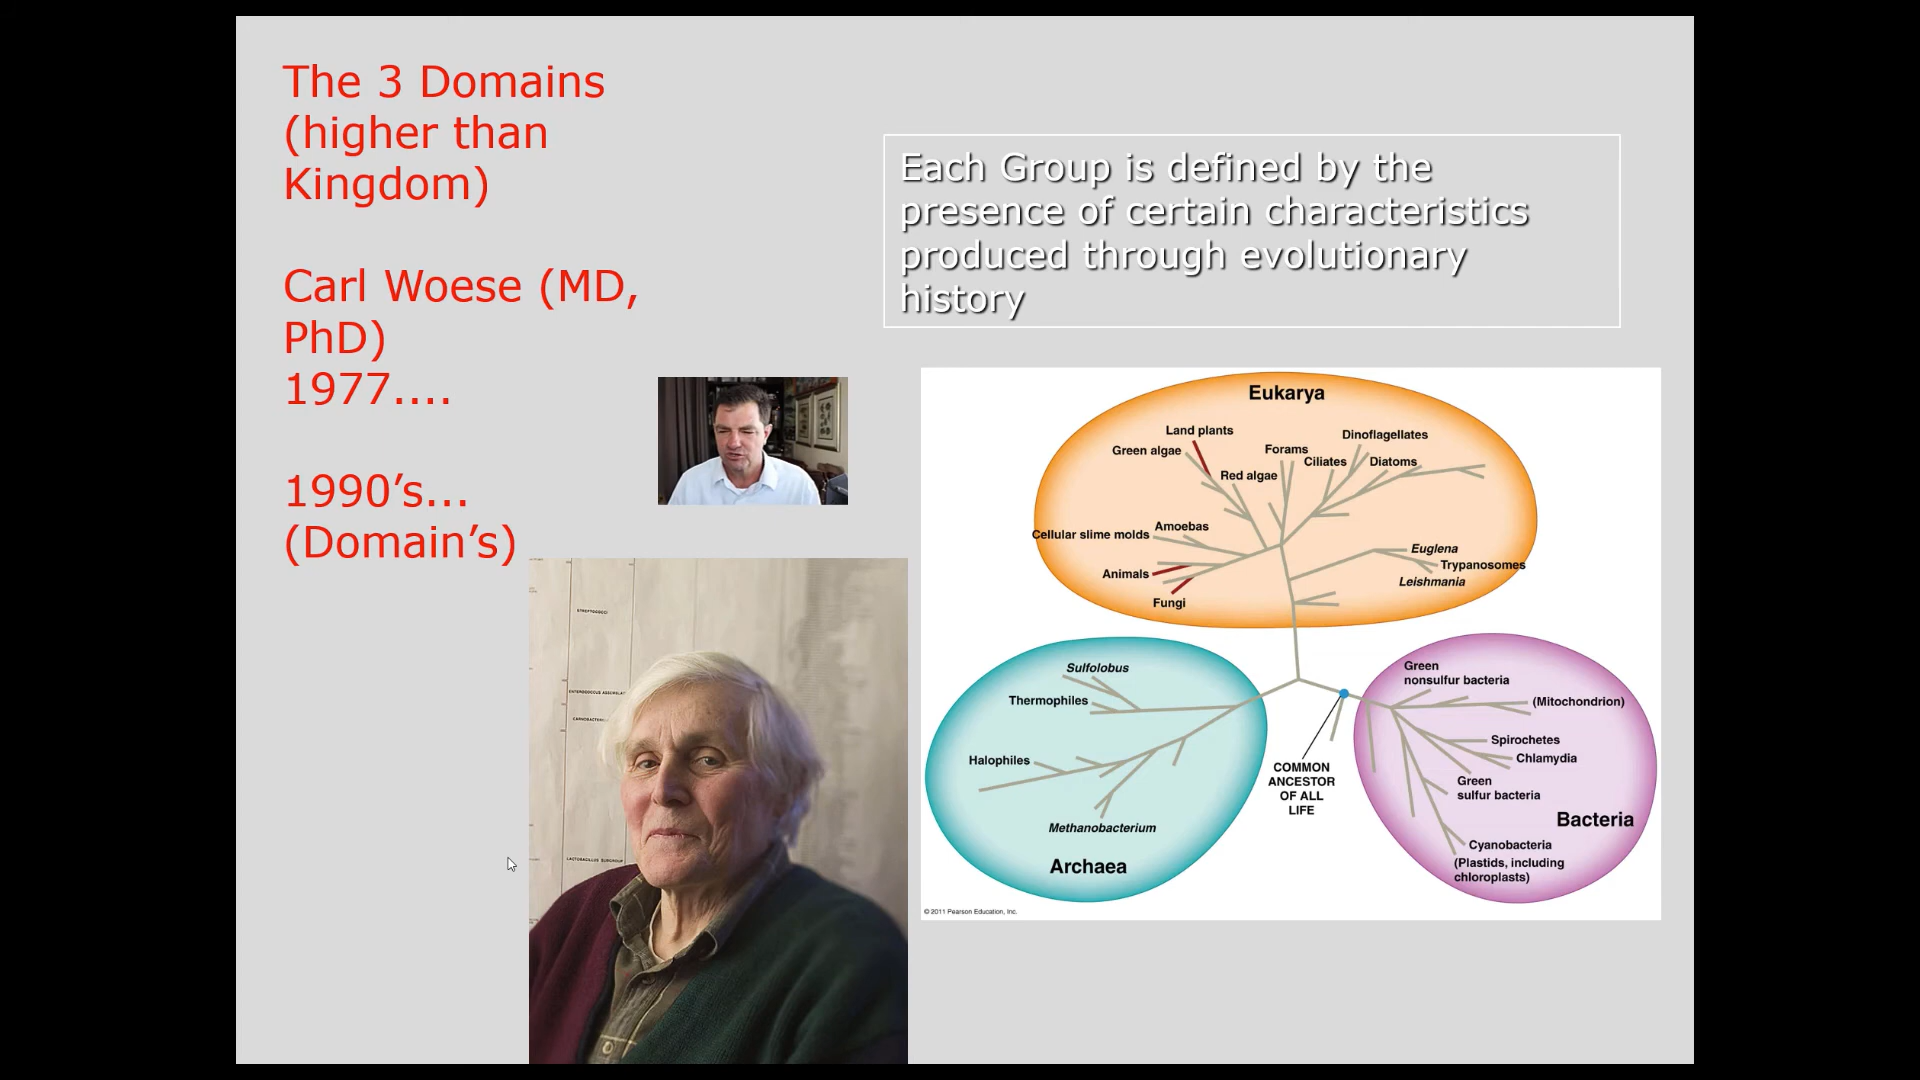 The 3 Domains
(higher than
Kingdom)
Carl Woese (MD,
PhD)
1977....
1990’s...
(Domain’s)
Each Group is defined by the
presence of certain characteristics
produced through evolutionary
history
Eukarya
Land plants
Green algae
Red algae
Forams
Ciliates
Dinoflagellates
Diatoms
Amoebas
Cellular slime molds
Animals
Fungi
Euglena
Trypanosomes
Leishmania
Sulfolobus
Thermophiles
Halophiles
Methanobacterium
Archaea
COMMON
ANCESTOR
OF ALL
LIFE
Green
nonsulfur bacteria
(Mitochondrion)
Spirochetes
Chlamydia
Green
sulfur bacteria
Bacteria
Cyanobacteria
(Plastids, including
chloroplasts)
© 2011 Pearson Education, Inc.
STREPTOCOCCI
LACTOBACILLUS SUBGROUP